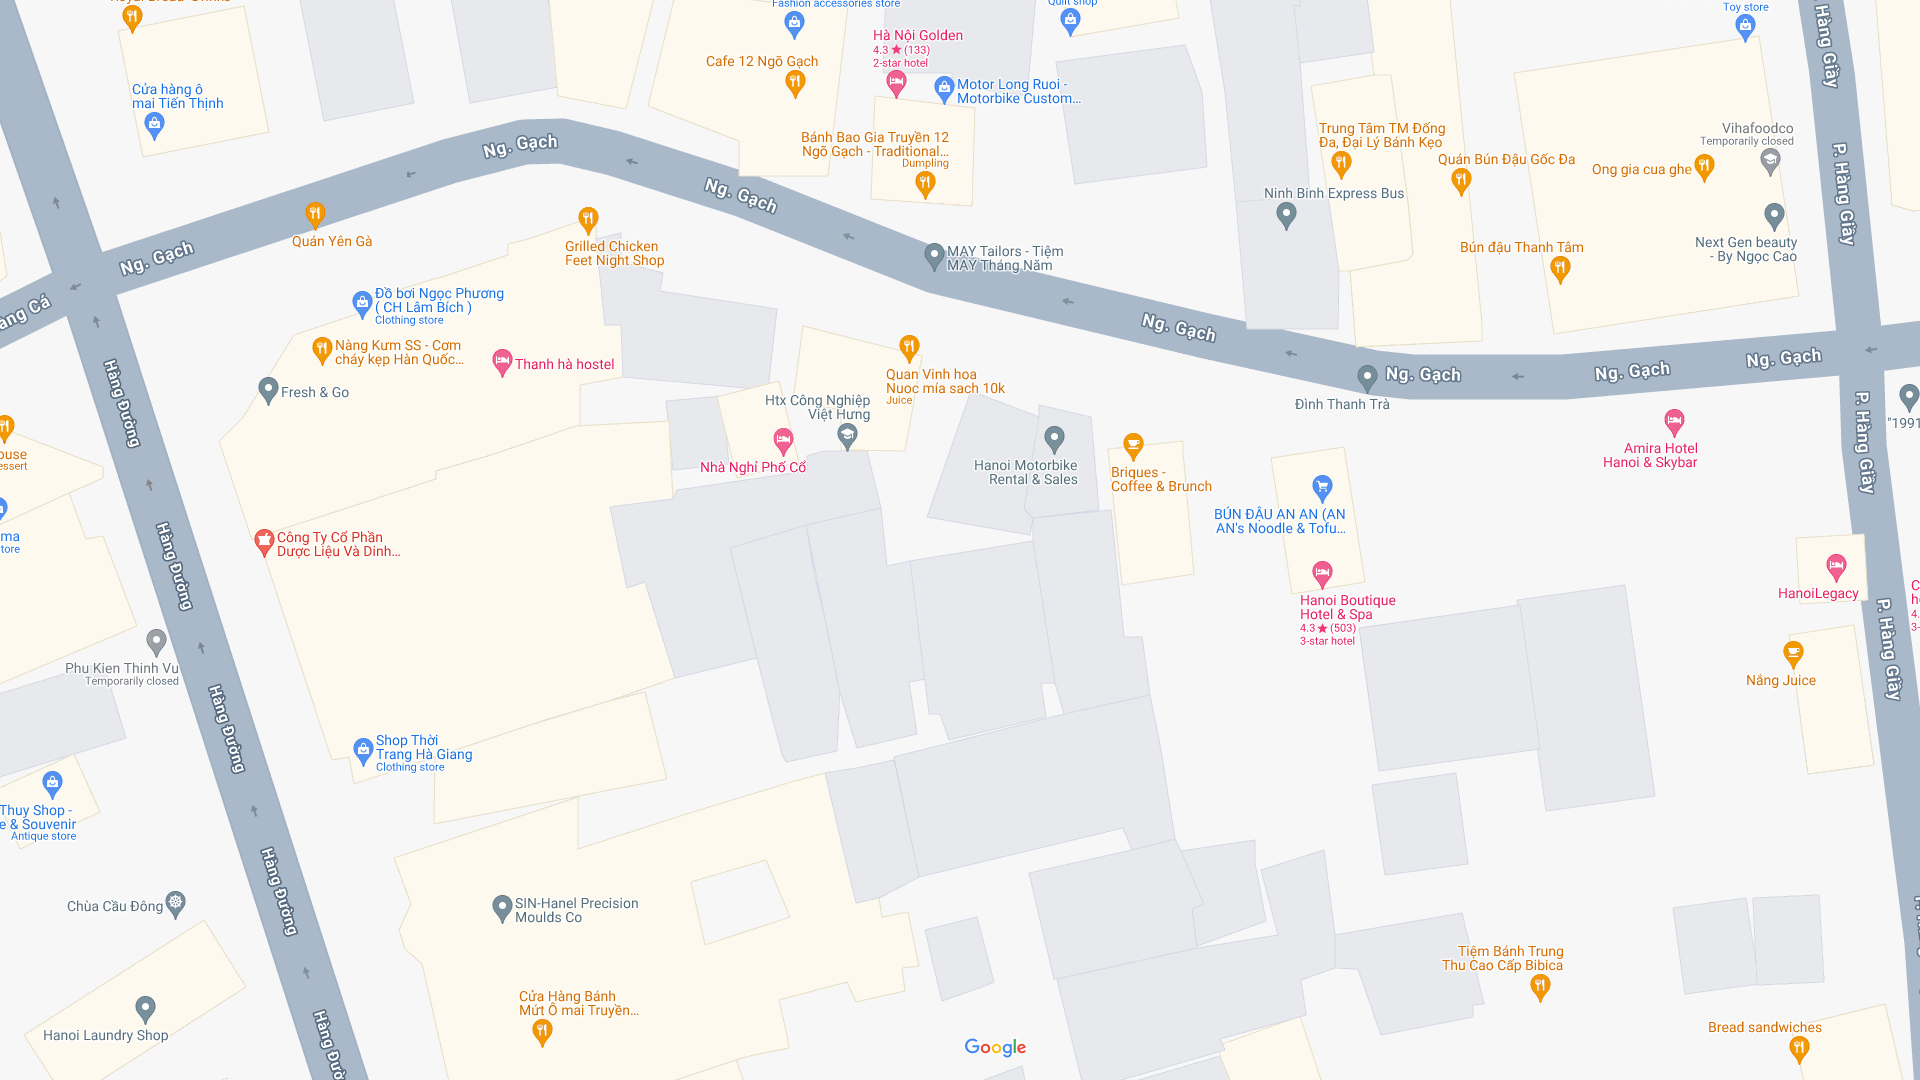 Fashion accessories store
Quilt shop
Toy store
Hà Nội Golden
4.3 ★ (133)
2-star hotel
Cafe 12 Ngõ Gạch
Cửa hàng ô
mai Tiến Thịnh
Motor Long Ruoi -
Motorbike Custom...
Bánh Bao Gia Truyền 12
Ngõ Gạch - Traditional...
Dumpling
Trung Tâm TM Đống
Đa, Đại Lý Bánh Kẹo
Quán Bún Đậu Gốc Đa
Vihafoodco
Temporarily closed
Ong gia cua ghe
Ninh Binh Express Bus
P. Hàng Giầy
Hàng Giầy
Ng. Gạch
Ng. Gạch
Ng. Gạch
Quán Yên Gà
Grilled Chicken
Feet Night Shop
MAY Tailors - Tiệm
MAY Tháng Năm
Bún đậu Thanh Tâm
Next Gen beauty
- By Ngọc Cao
Đồ bơi Ngọc Phương
( CH Lâm Bích )
Clothing store
Nàng Kưm SS - Cơm
cháy kẹp Hàn Quốc...
Thanh hà hostel
Fresh & Go
Ng. Gạch
Ng. Gạch
Ng. Gạch
Ng. Gạch
Quan Vinh hoa
Nuoc mía sach 10k
Juice
Htx Công Nghiệp
Việt Hưng
Đình Thanh Trà
"1991
Hàng Đường
P. Hàng Giầy
Nhà Nghỉ Phố Cổ
Hanoi Motorbike
Rental & Sales
Briques -
Coffee & Brunch
Amira Hotel
Hanoi & Skybar
BÚN ĐẬU AN AN (AN
AN's Noodle & Tofu...
Công Ty Cổ Phần
Dược Liệu Và Dinh...
Hàng Đường
Hanoi Boutique
Hotel & Spa
4.3 ★ (503)
3-star hotel
HanoiLegacy
P. Hàng Giầy
Phu Kien Thinh Vu
Temporarily closed
Nắng Juice
Hàng Đường
Shop Thời
Trang Hà Giang
Clothing store
Thuy Shop -
e & Souvenir
Antique store
Hàng Đường
Chùa Cầu Đông
SIN-Hanel Precision
Moulds Co
Tiệm Bánh Trung
Thu Cao Cấp Bibica
Cửa Hàng Bánh
Mứt Ô mai Truyền...
Hanoi Laundry Shop
Bread sandwiches
Google